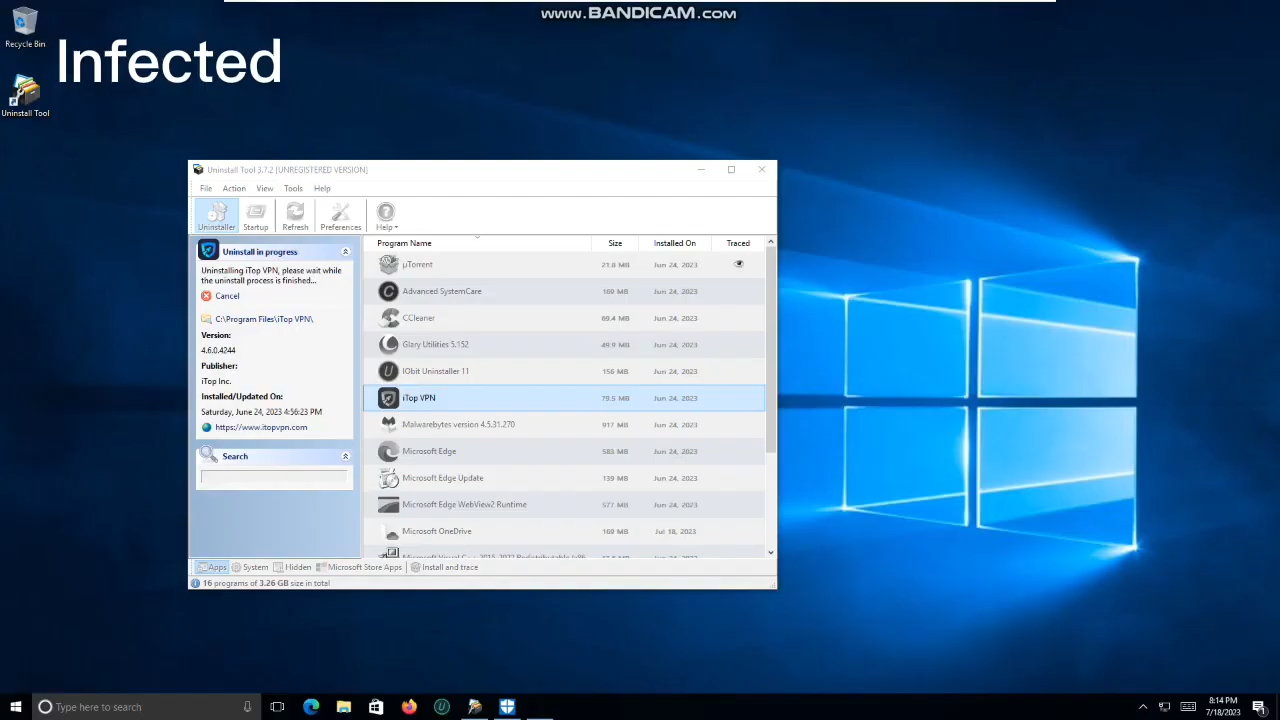 www.BANDICAM.com
Recycle Bin
Infected
Uninstall Tool
Uninstall Tool 3.7.2 [UNREGISTERED VERSION]
File Action View Tools Help
Uninstaller Startup Refresh Preferences Help
Uninstall in progress
Uninstalling iTop VPN, please wait while
the uninstall process is finished...
Cancel
C:\Program Files\iTop VPN\
Version:
4.6.0.4244
Publisher:
iTop Inc.
Installed/Updated On:
Saturday, June 24, 2023 4:56:23 PM
https://www.itopvpn.com
Search
Program Name Size Installed On Traced
µTorrent 21.8 MB Jun 24, 2023
Advanced SystemCare 169 MB Jun 24, 2023
CCleaner 69.4 MB Jun 24, 2023
Glary Utilities 5.152 49.9 MB Jun 24, 2023
IObit Uninstaller 11 156 MB Jun 24, 2023
iTop VPN 79.5 MB Jun 24, 2023
Malwarebytes version 4.5.31.270 917 MB Jun 24, 2023
Microsoft Edge 583 MB Jun 24, 2023
Microsoft Edge Update 139 MB Jun 24, 2023
Microsoft Edge WebView2 Runtime 577 MB Jun 24, 2023
Microsoft OneDrive 169 MB Jul 18, 2023
Microsoft Visual C++ 2015-2022 Redistributable (x86
Apps System Hidden Microsoft Store Apps Install and trace
16 programs of 3.26 GB size in total
Type here to search
8:14 PM
7/18/2023